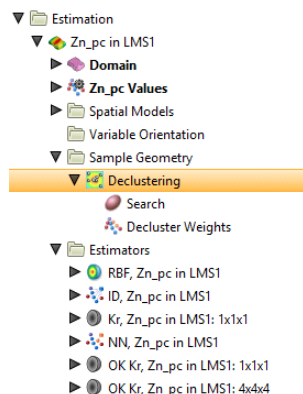 Estimation
Zn_pc in LMS1
Domain
Zn_pc Values
Spatial Models
Variable Orientation
Sample Geometry
Declustering
Search
Decluster Weights
Estimators
RBF, Zn_pc in LMS1
ID, Zn_pc in LMS1
Kr, Zn_pc in LMS1: 1x1x1
NN, Zn_pc in LMS1
OK Kr, Zn_pc in LMS1: 1x1x1
OK Kr, Zn_pc in LMS1: 4x4x4